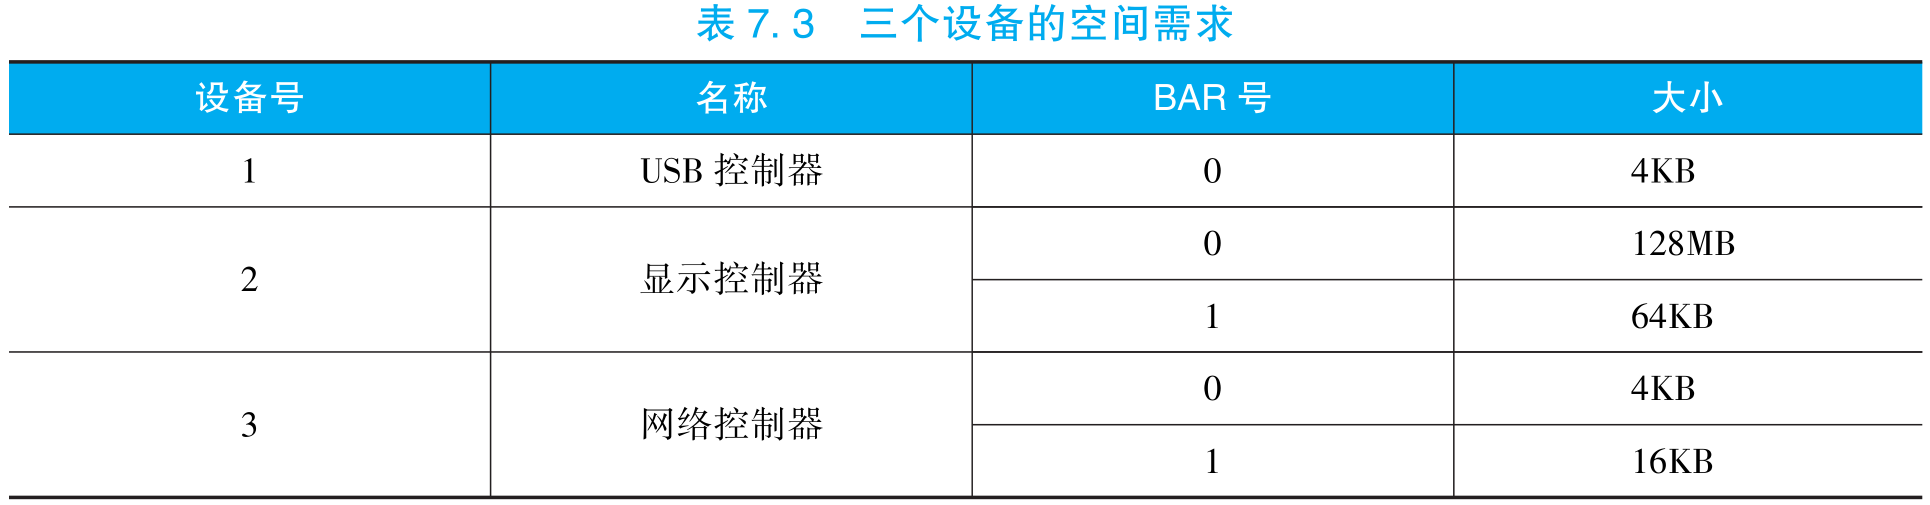 表 7.3 三个设备的空间需求
设备号 名称 BAR 号 大小
1 USB 控制器 0 4KB
2 显示控制器 0 128MB
1 64KB
3 网络控制器 0 4KB
1 16KB